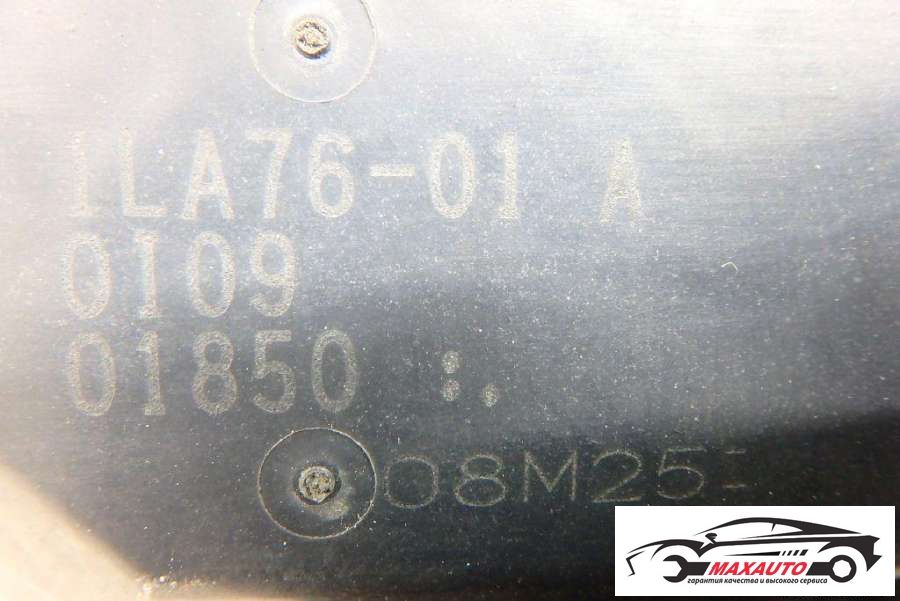 1LA76-01 A
0109
01850 :.
08M25
MAXAUTO
гарантия качества и высокого сервиса